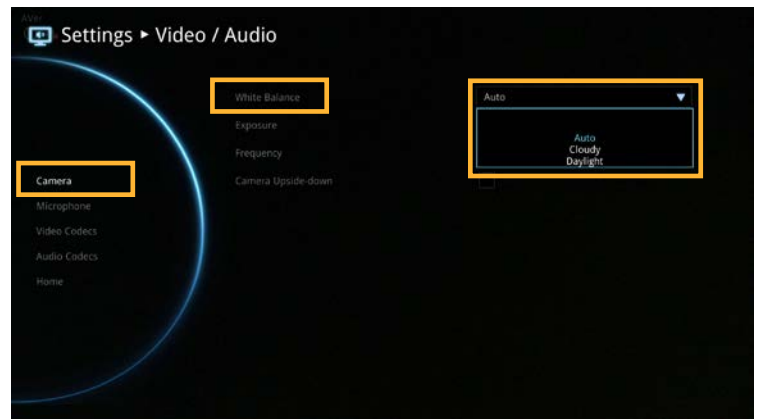 AVer
Settings ▸ Video / Audio
White Balance
Auto
Exposure
Auto
Cloudy
Daylight
Frequency
Camera
Camera Upside-down
Microphone
Video Codecs
Audio Codecs
Home